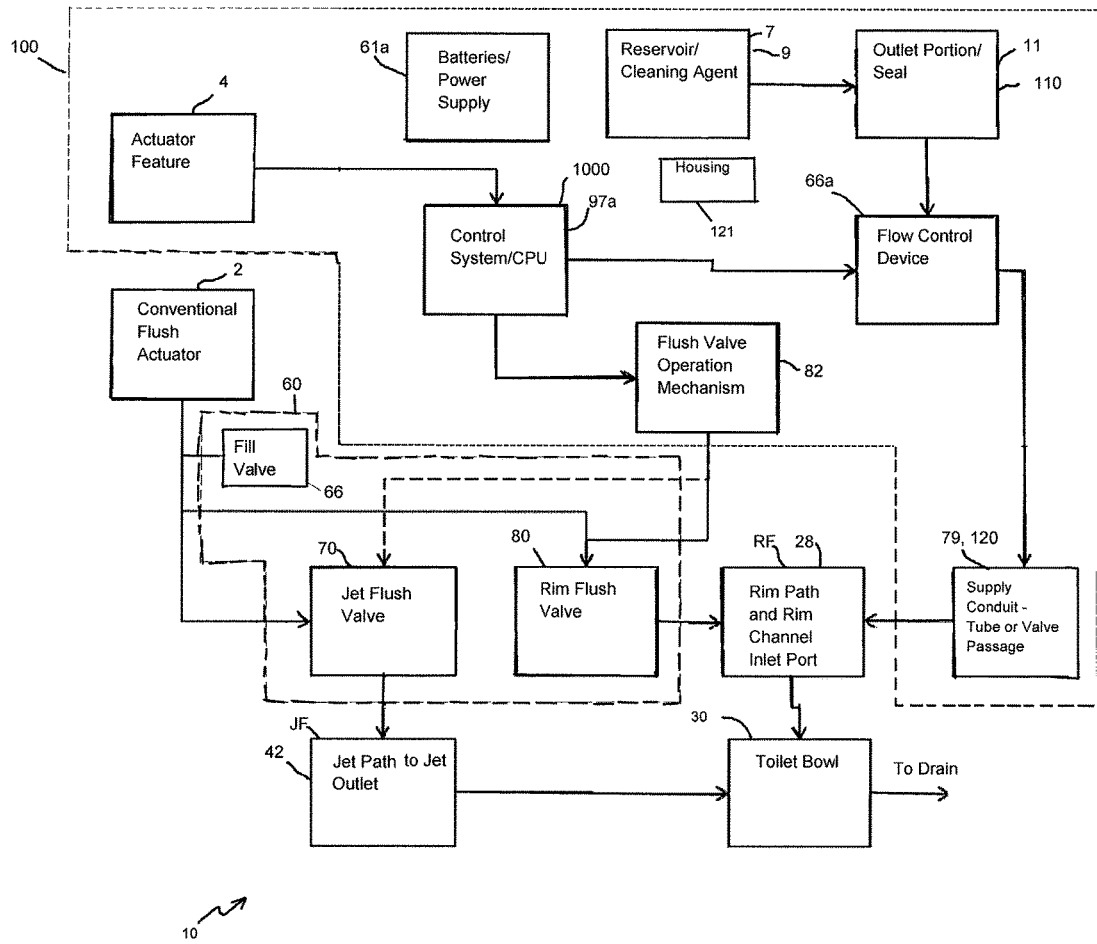 100
4
Actuator
Feature
61a
Batteries/
Power
Supply
7
9
Reservoir/
Cleaning Agent
Outlet Portion/
Seal
11
110
Housing
121
1000
97a
Control
System/CPU
66a
Flow Control
Device
2
Conventional
Flush
Actuator
Flush Valve
Operation
Mechanism
82
60
Fill
Valve
66
70
Jet Flush
Valve
80
Rim Flush
Valve
RF
28
Rim Path
and Rim
Channel
Inlet Port
79, 120
Supply
Conduit -
Tube or Valve
Passage
JF
42
Jet Path to Jet
Outlet
30
Toilet Bowl
To Drain
10